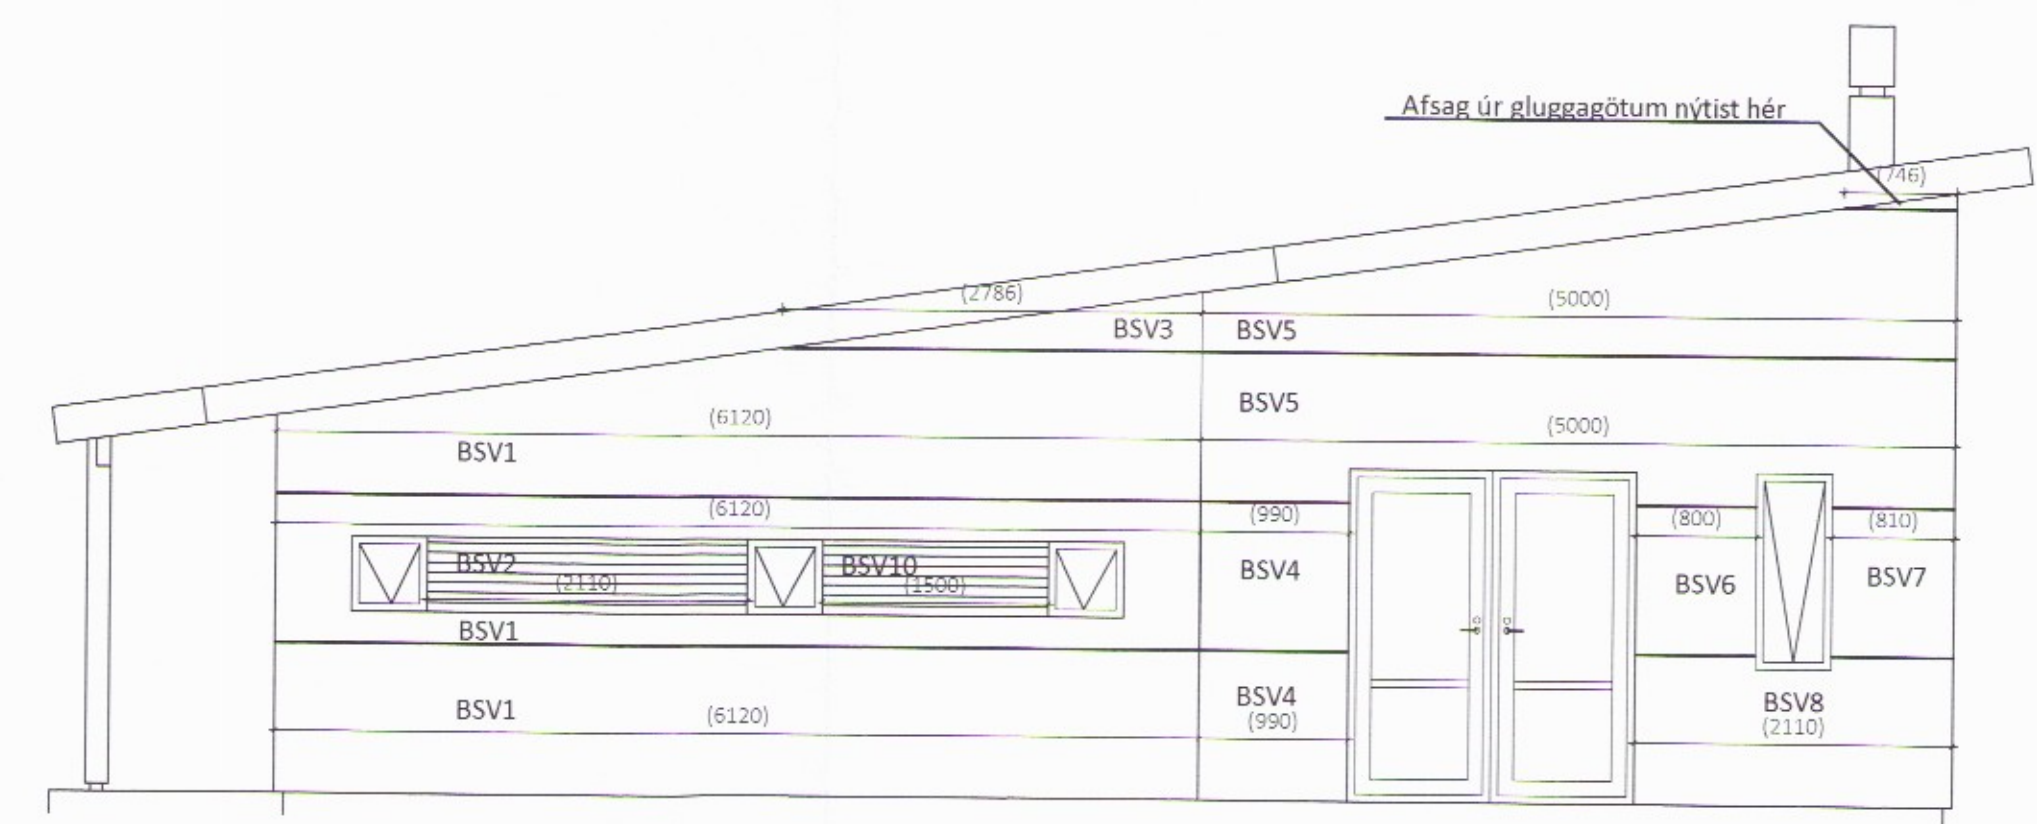 Afsag úr gluggagötum nýtist hér
(746)
(2786)
(5000)
BSV3
BSV5
BSV5
(6120)
(5000)
BSV1
(6120)
(990)
(800)
(810)
BSV2
BSV10
(2110)
(1500)
BSV4
BSV6
BSV7
BSV1
BSV4
BSV8
BSV1
(6120)
(990)
(2110)